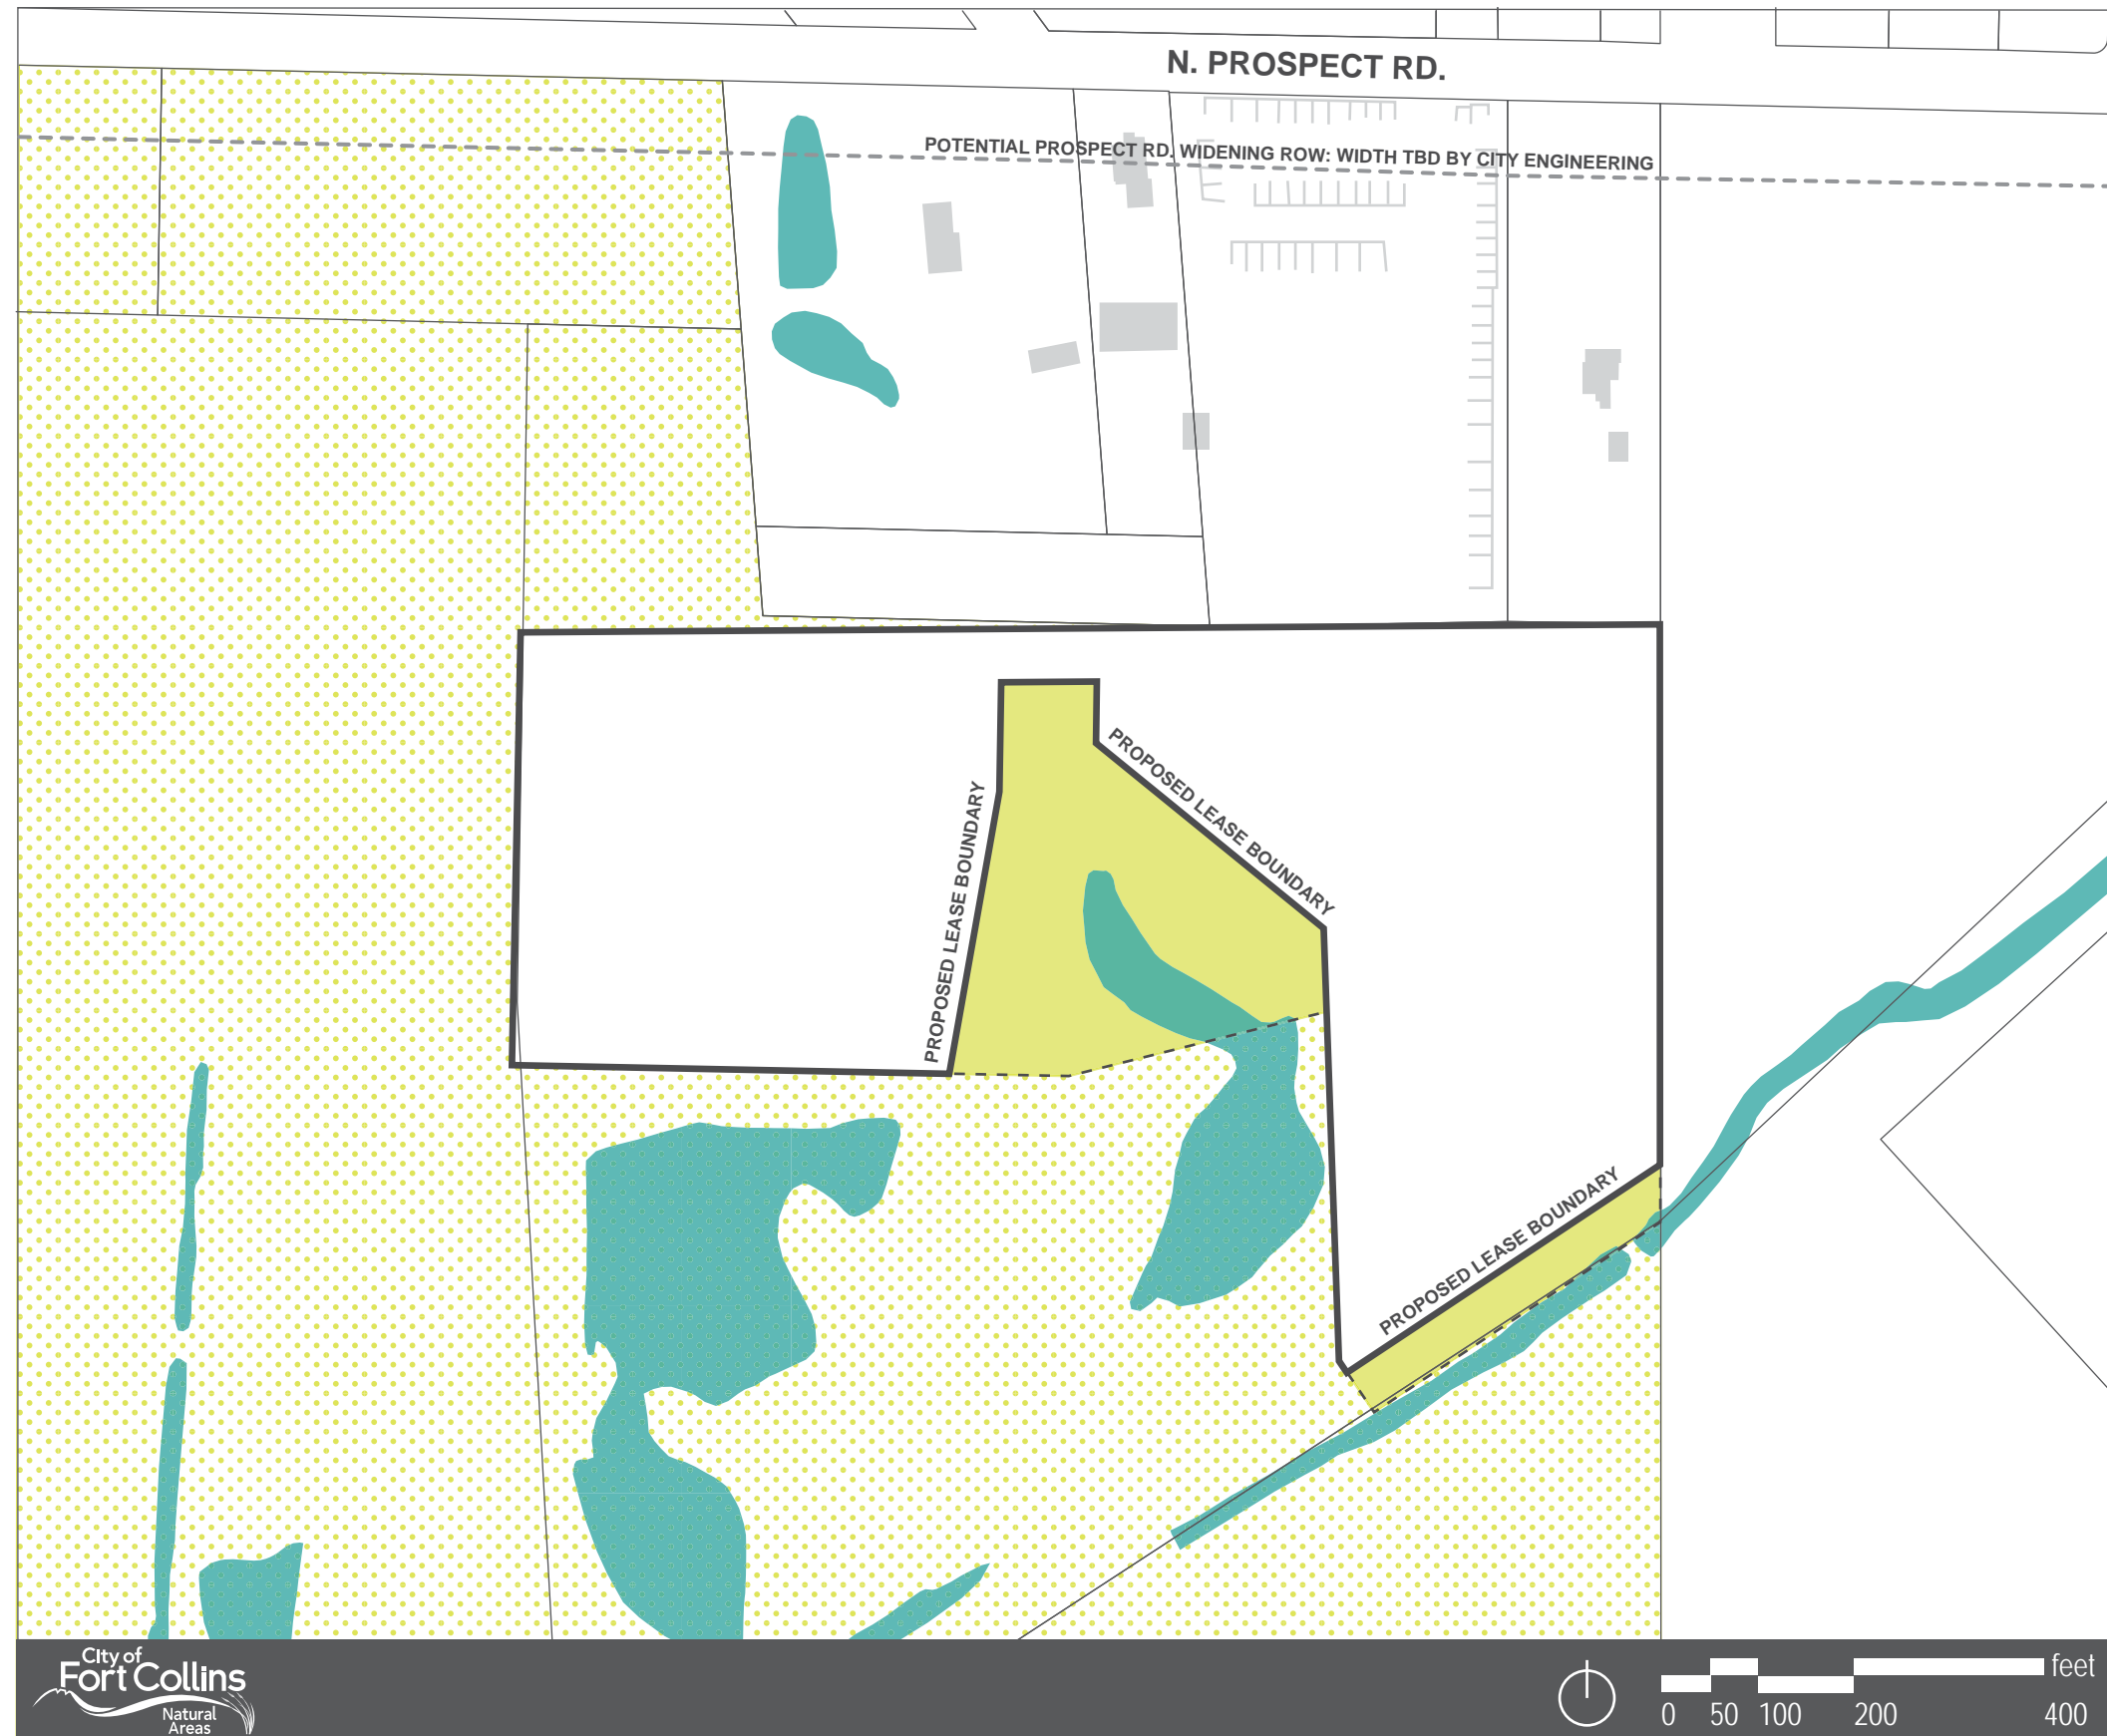 N. PROSPECT RD.
POTENTIAL PROSPECT RD. WIDENING ROW: WIDTH TBD BY CITY ENGINEERING
PROPOSED LEASE BOUNDARY
PROPOSED LEASE BOUNDARY
PROPOSED LEASE BOUNDARY
City of
Fort Collins
Natural
Areas
feet
0 50 100 200 400